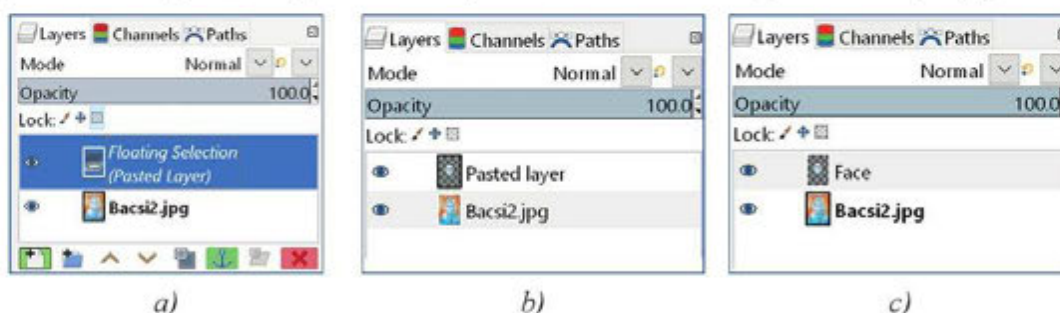 Layers Channels Paths
Mode Normal
Opacity 100.0
Lock:
Floating Selection
(Pasted Layer)
Bacsi2.jpg
a)
Layers Channels Paths
Mode Normal
Opacity 100.0
Lock:
Pasted layer
Bacsi2.jpg
b)
Layers Channels Paths
Mode Normal
Opacity 100.0
Lock:
Face
Bacsi2.jpg
c)